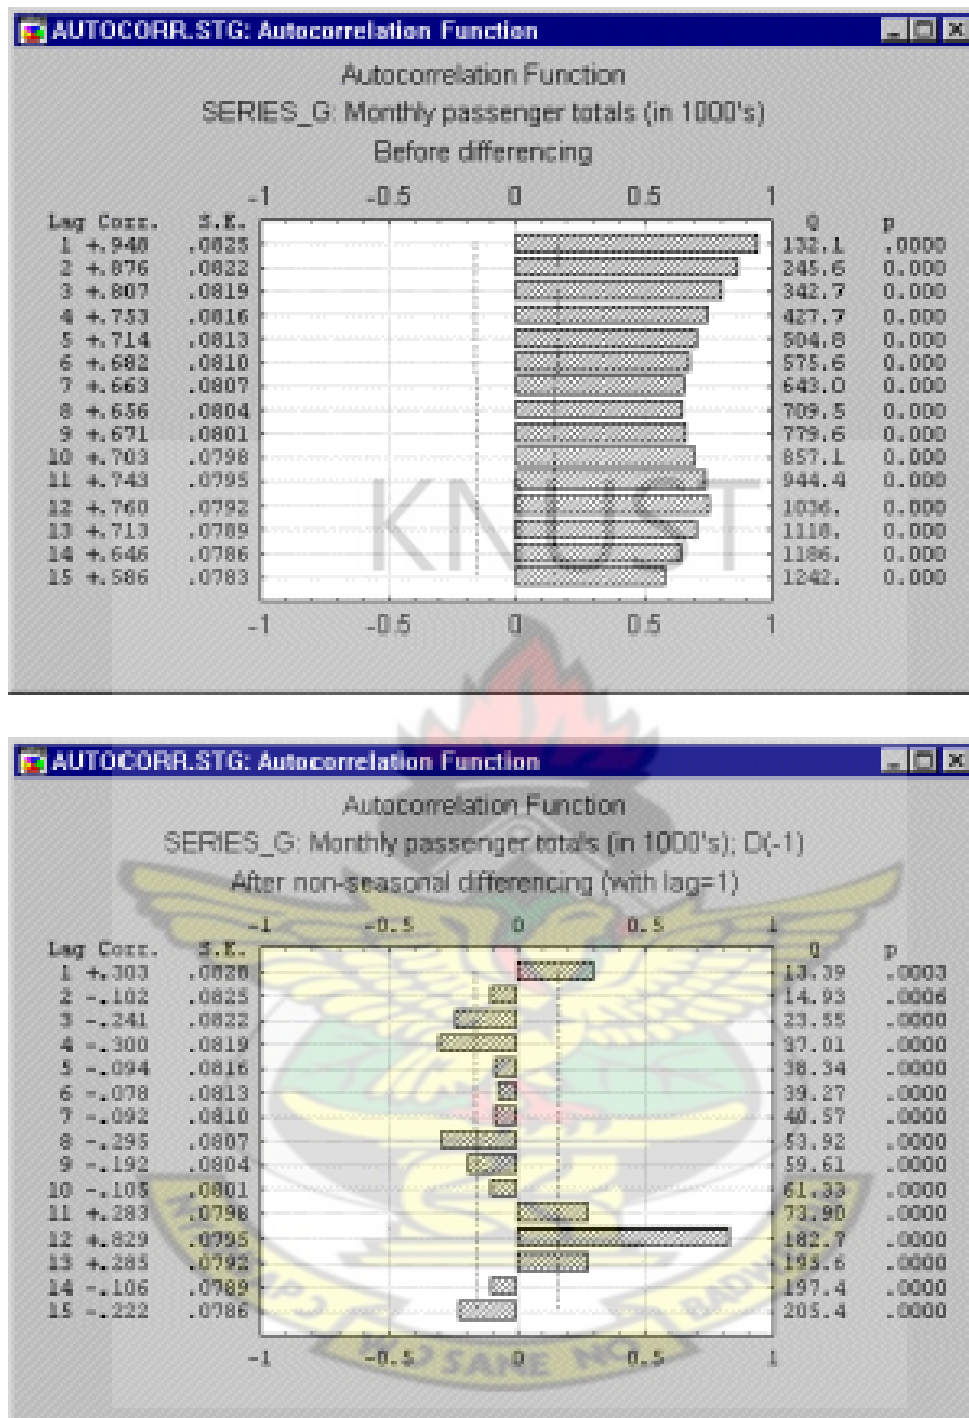 AUTOCORR.STG: Autocorrelation Function
Autocorrelation Function
SERIES_G: Monthly passenger totals (in 1000's)
Before differencing
-1 -0.5 0 0.5 1
Lag Corr. S.E. Q p
1 +.948 .0825 132.1 .0000
2 +.876 .0822 245.6 0.000
3 +.807 .0819 342.7 0.000
4 +.753 .0816 427.7 0.000
5 +.714 .0813 504.8 0.000
6 +.682 .0810 575.6 0.000
7 +.663 .0807 643.0 0.000
8 +.656 .0804 709.5 0.000
9 +.671 .0801 779.6 0.000
10 +.703 .0798 857.1 0.000
11 +.743 .0795 944.4 0.000
12 +.760 .0792 1036. 0.000
13 +.713 .0789 1118. 0.000
14 +.646 .0786 1186. 0.000
15 +.586 .0783 1242. 0.000
KNUST
-1 -0.5 0 0.5 1
AUTOCORR.STG: Autocorrelation Function
Autocorrelation Function
SERIES_G: Monthly passenger totals (in 1000's); D(-1)
After non-seasonal differencing (with lag=1)
-1 -0.5 0 0.5 1
Lag Corr. S.E. Q p
1 +.303 .0828 13.39 .0003
2 -.102 .0825 14.93 .0006
3 -.241 .0822 23.55 .0000
4 -.300 .0819 37.01 .0000
5 -.094 .0816 38.34 .0000
6 -.078 .0813 39.27 .0000
7 -.092 .0810 40.57 .0000
8 -.295 .0807 53.92 .0000
9 -.192 .0804 59.61 .0000
10 -.105 .0801 61.33 .0000
11 +.283 .0798 73.90 .0000
12 +.829 .0795 182.7 .0000
13 +.285 .0792 195.6 .0000
14 -.106 .0789 197.4 .0000
15 -.222 .0786 205.4 .0000
-1 -0.5 0 0.5 1
SANE NO